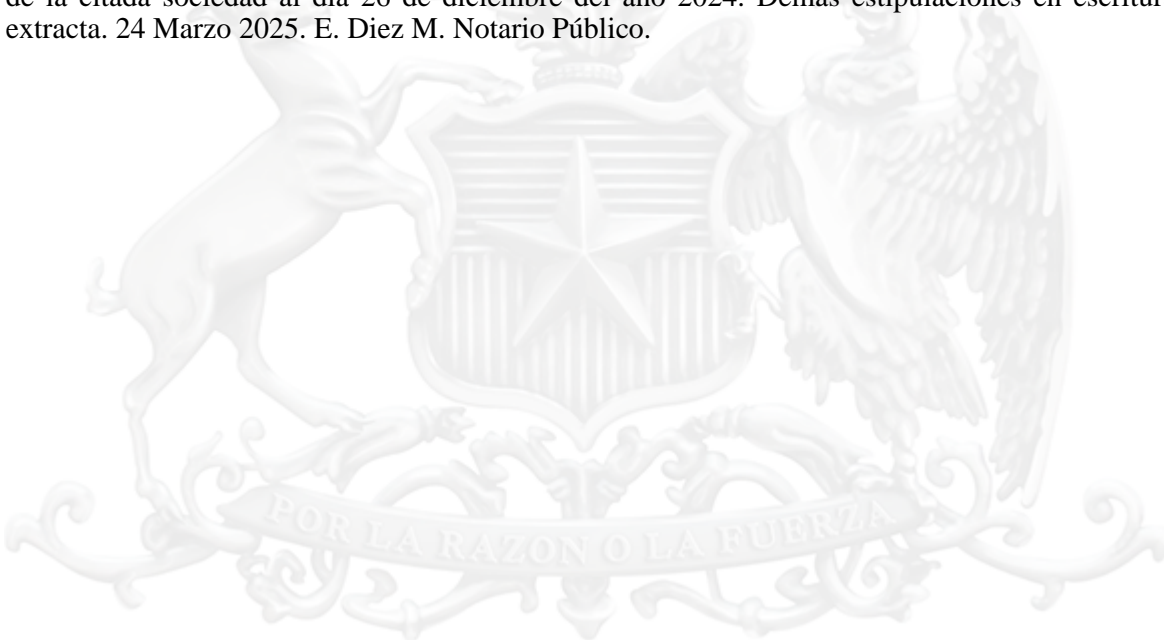 de la citada sociedad al día 26 de diciembre del año 2024. Demás estipulaciones en escritur
extracta. 24 Marzo 2025. E. Diez M. Notario Público.
POR LA RAZON O LA FUERZA